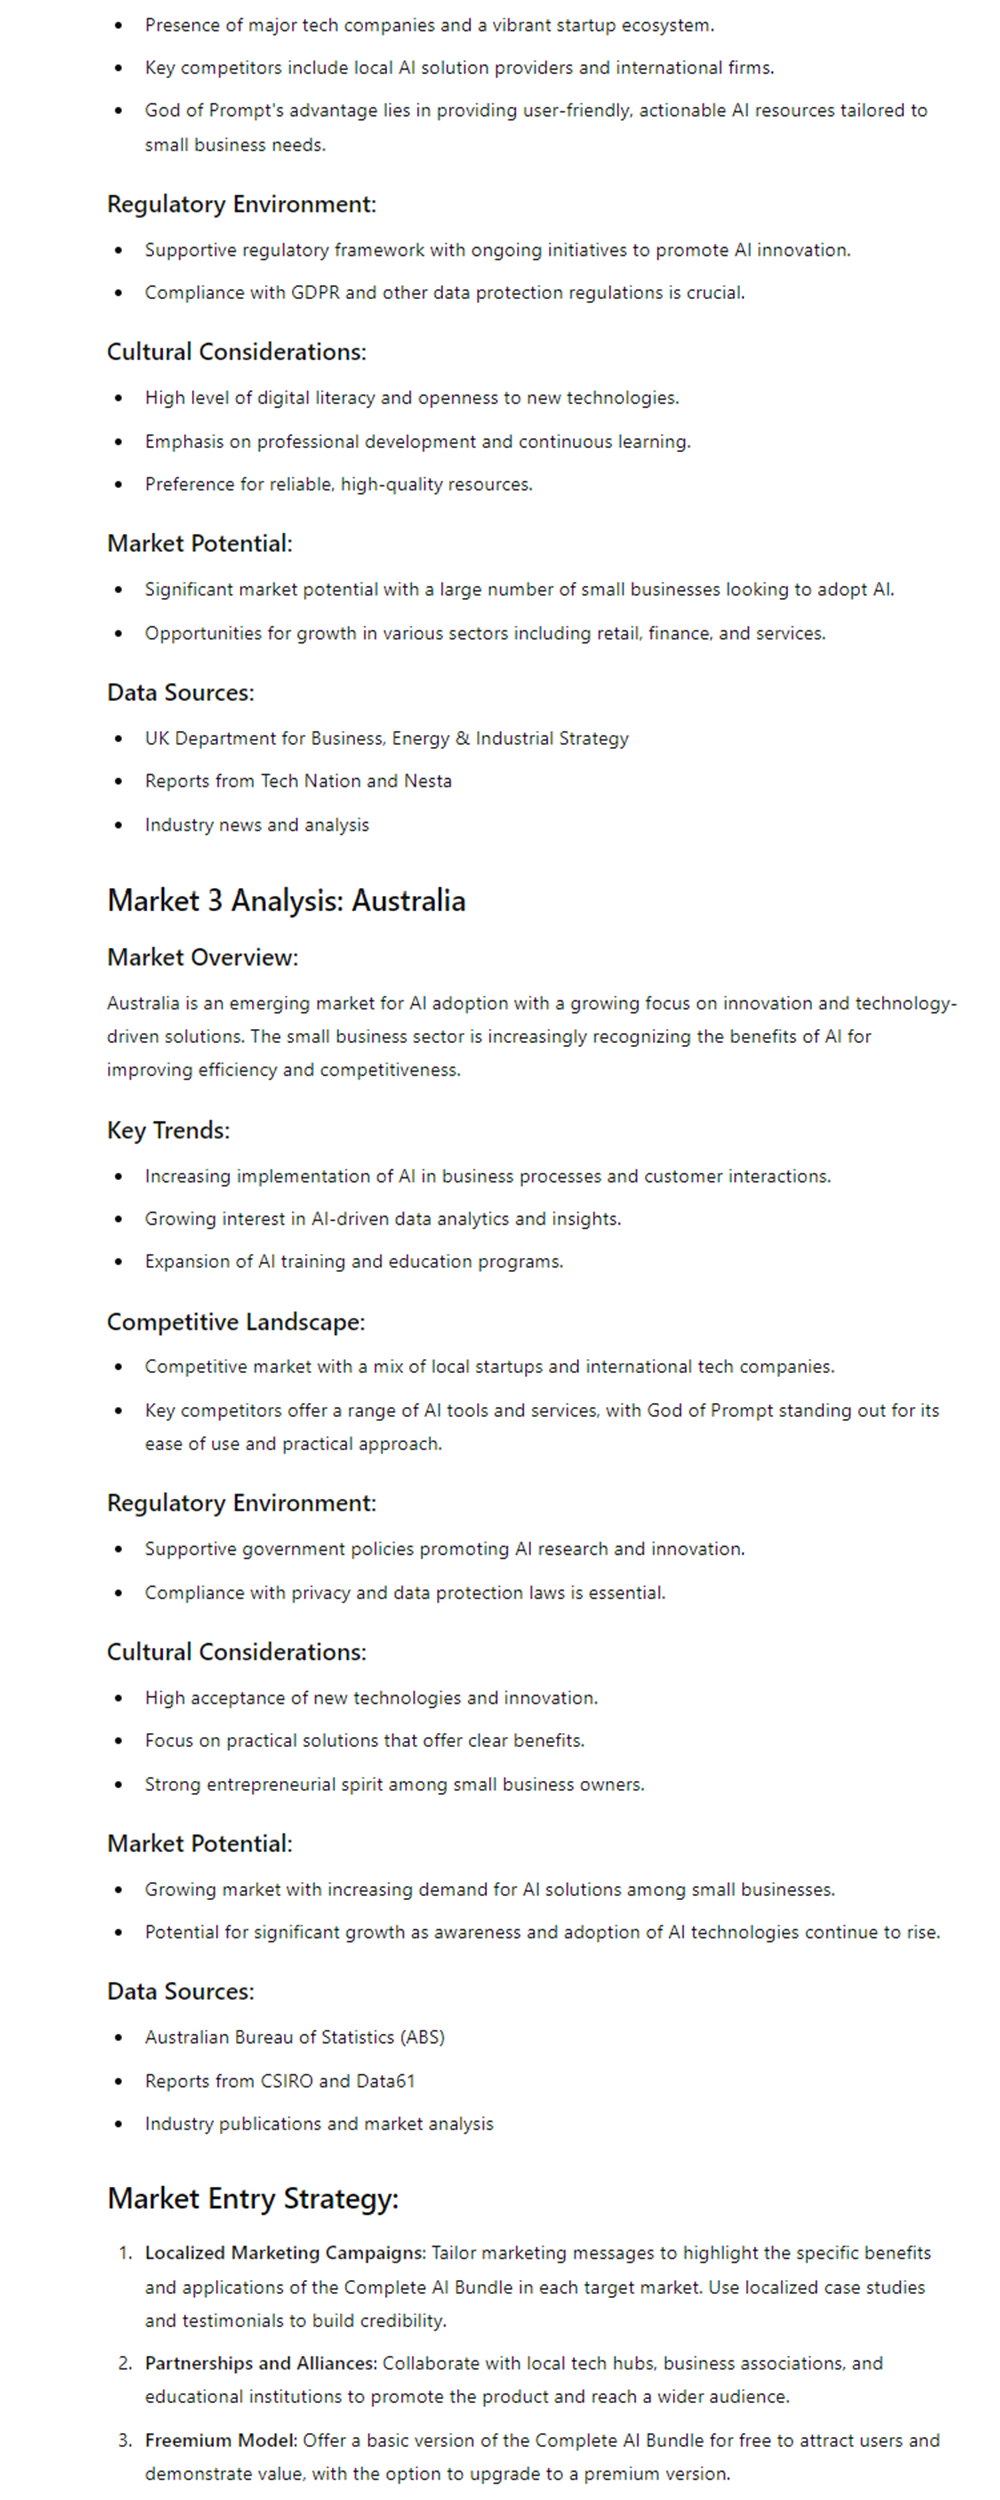 • Presence of major tech companies and a vibrant startup ecosystem.
• Key competitors include local AI solution providers and international firms.
• God of Prompt's advantage lies in providing user-friendly, actionable AI resources tailored to
small business needs.
Regulatory Environment:
• Supportive regulatory framework with ongoing initiatives to promote AI innovation.
• Compliance with GDPR and other data protection regulations is crucial.
Cultural Considerations:
• High level of digital literacy and openness to new technologies.
• Emphasis on professional development and continuous learning.
• Preference for reliable, high-quality resources.
Market Potential:
• Significant market potential with a large number of small businesses looking to adopt AI.
• Opportunities for growth in various sectors including retail, finance, and services.
Data Sources:
• UK Department for Business, Energy & Industrial Strategy
• Reports from Tech Nation and Nesta
• Industry news and analysis
Market 3 Analysis: Australia
Market Overview:
Australia is an emerging market for AI adoption with a growing focus on innovation and technology-
driven solutions. The small business sector is increasingly recognizing the benefits of AI for
improving efficiency and competitiveness.
Key Trends:
• Increasing implementation of AI in business processes and customer interactions.
• Growing interest in AI-driven data analytics and insights.
• Expansion of AI training and education programs.
Competitive Landscape:
• Competitive market with a mix of local startups and international tech companies.
• Key competitors offer a range of AI tools and services, with God of Prompt standing out for its
ease of use and practical approach.
Regulatory Environment:
• Supportive government policies promoting AI research and innovation.
• Compliance with privacy and data protection laws is essential.
Cultural Considerations:
• High acceptance of new technologies and innovation.
• Focus on practical solutions that offer clear benefits.
• Strong entrepreneurial spirit among small business owners.
Market Potential:
• Growing market with increasing demand for AI solutions among small businesses.
• Potential for significant growth as awareness and adoption of AI technologies continue to rise.
Data Sources:
• Australian Bureau of Statistics (ABS)
• Reports from CSIRO and Data61
• Industry publications and market analysis
Market Entry Strategy:
1. Localized Marketing Campaigns: Tailor marketing messages to highlight the specific benefits
and applications of the Complete AI Bundle in each target market. Use localized case studies
and testimonials to build credibility.
2. Partnerships and Alliances: Collaborate with local tech hubs, business associations, and
educational institutions to promote the product and reach a wider audience.
3. Freemium Model: Offer a basic version of the Complete AI Bundle for free to attract users and
demonstrate value, with the option to upgrade to a premium version.